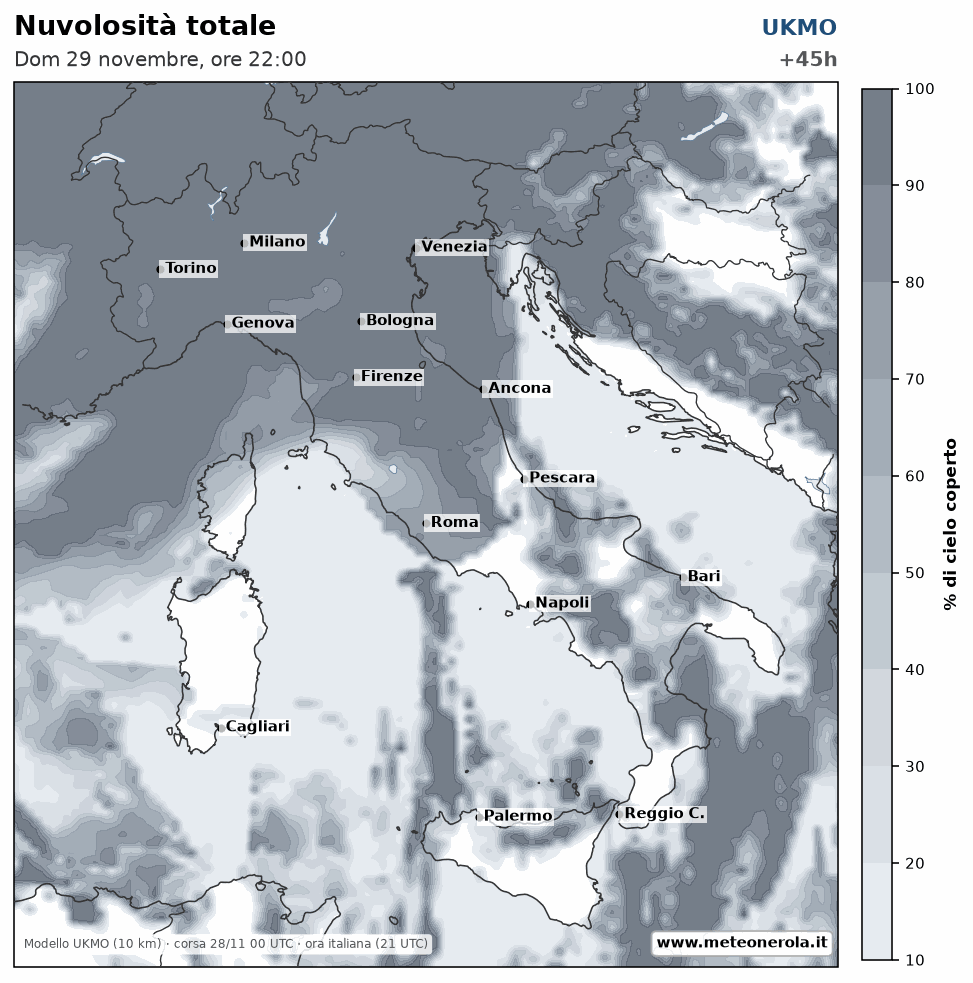 Nuvolosità totale
UKMO
Dom 29 novembre, ore 22:00
+45h
100
90
80
70
60
50
40
30
20
10
% di cielo coperto
Milano
Venezia
Torino
Genova
Bologna
Firenze
Ancona
Pescara
Roma
Bari
Napoli
Cagliari
Palermo
Reggio C.
Modello UKMO (10 km) · corsa 28/11 00 UTC · ora italiana (21 UTC)
www.meteonerola.it